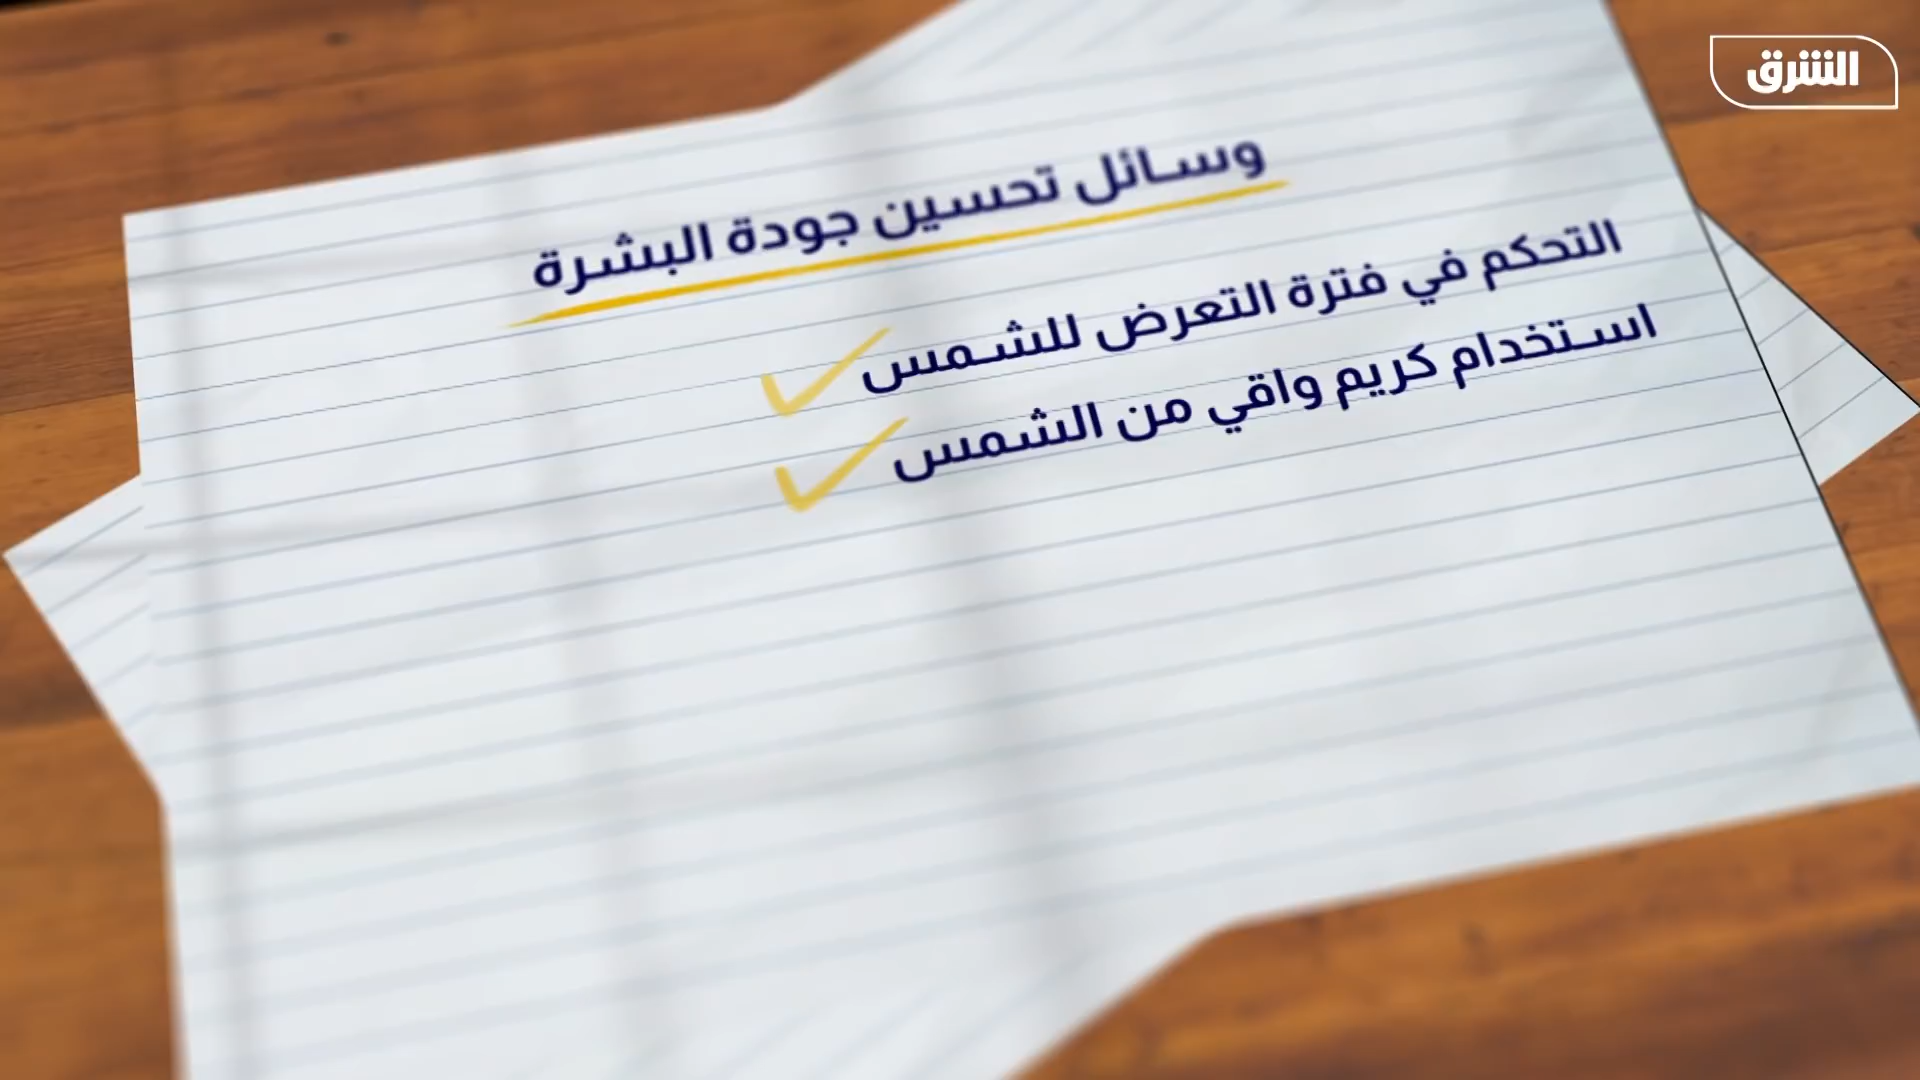 الشرق
وسائل تحسين جودة البشرة
التحكم في فترة التعرض للشمس
استخدام كريم واقي من الشمس